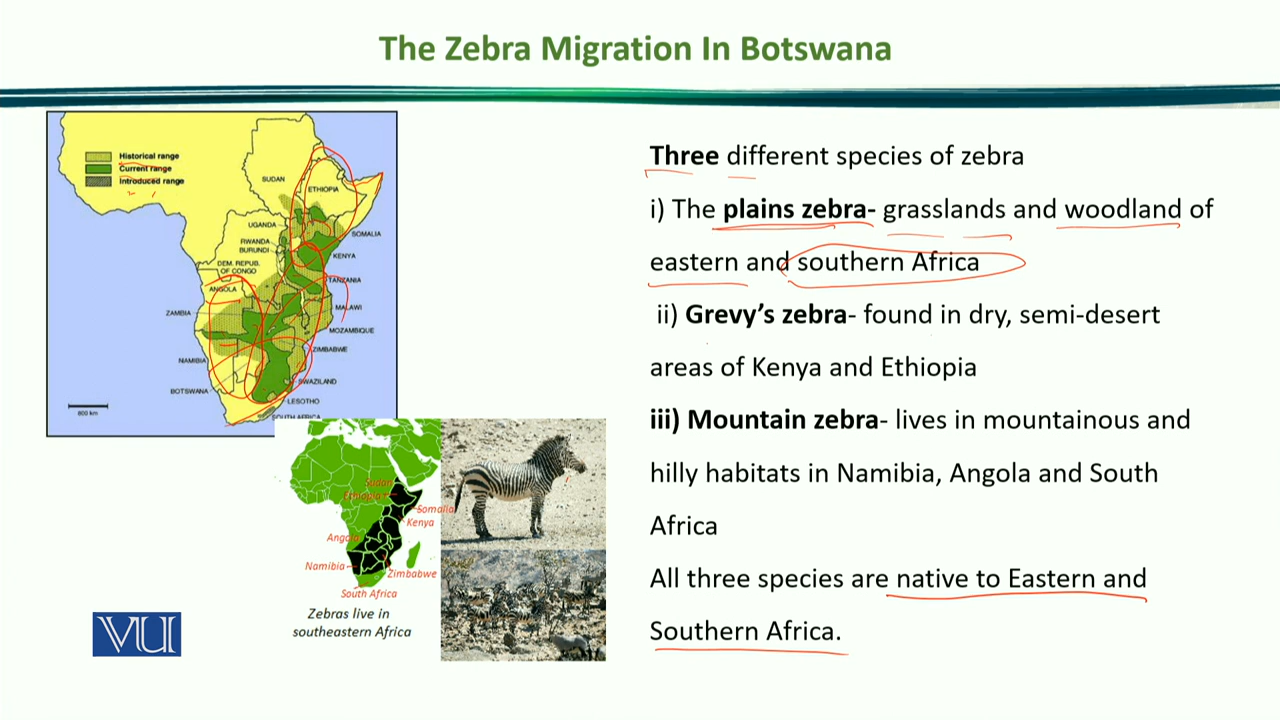 The Zebra Migration In Botswana
Historical range
Current range
Introduced range
SUDAN
ETHIOPIA
UGANDA
SOMALIA
RWANDA
BURUNDI
KENYA
DEM. REPUB.
OF CONGO
TANZANIA
ANGOLA
MALAWI
ZAMBIA
MOZAMBIQUE
ZIMBABWE
NAMIBIA
SWAZILAND
BOTSWANA
LESOTHO
SOUTH AFRICA
600 km
Sudan
Ethiopia
Somalia
Kenya
Angola
Namibia
Zimbabwe
South Africa
Zebras live in
southeastern Africa
VU
Three different species of zebra
i) The plains zebra- grasslands and woodland of
eastern and southern Africa
ii) Grevy’s zebra- found in dry, semi-desert
areas of Kenya and Ethiopia
iii) Mountain zebra- lives in mountainous and
hilly habitats in Namibia, Angola and South
Africa
All three species are native to Eastern and
Southern Africa.